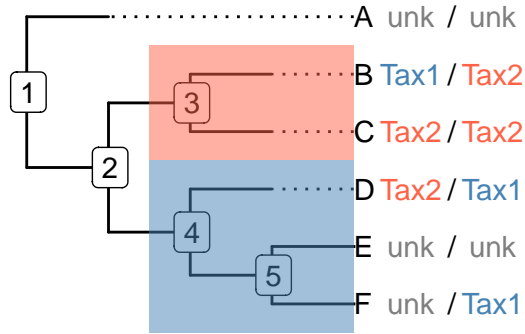 A unk / unk
1
B Tax1 / Tax2
3
C Tax2 / Tax2
2
D Tax2 / Tax1
4
E unk / unk
5
F unk / Tax1